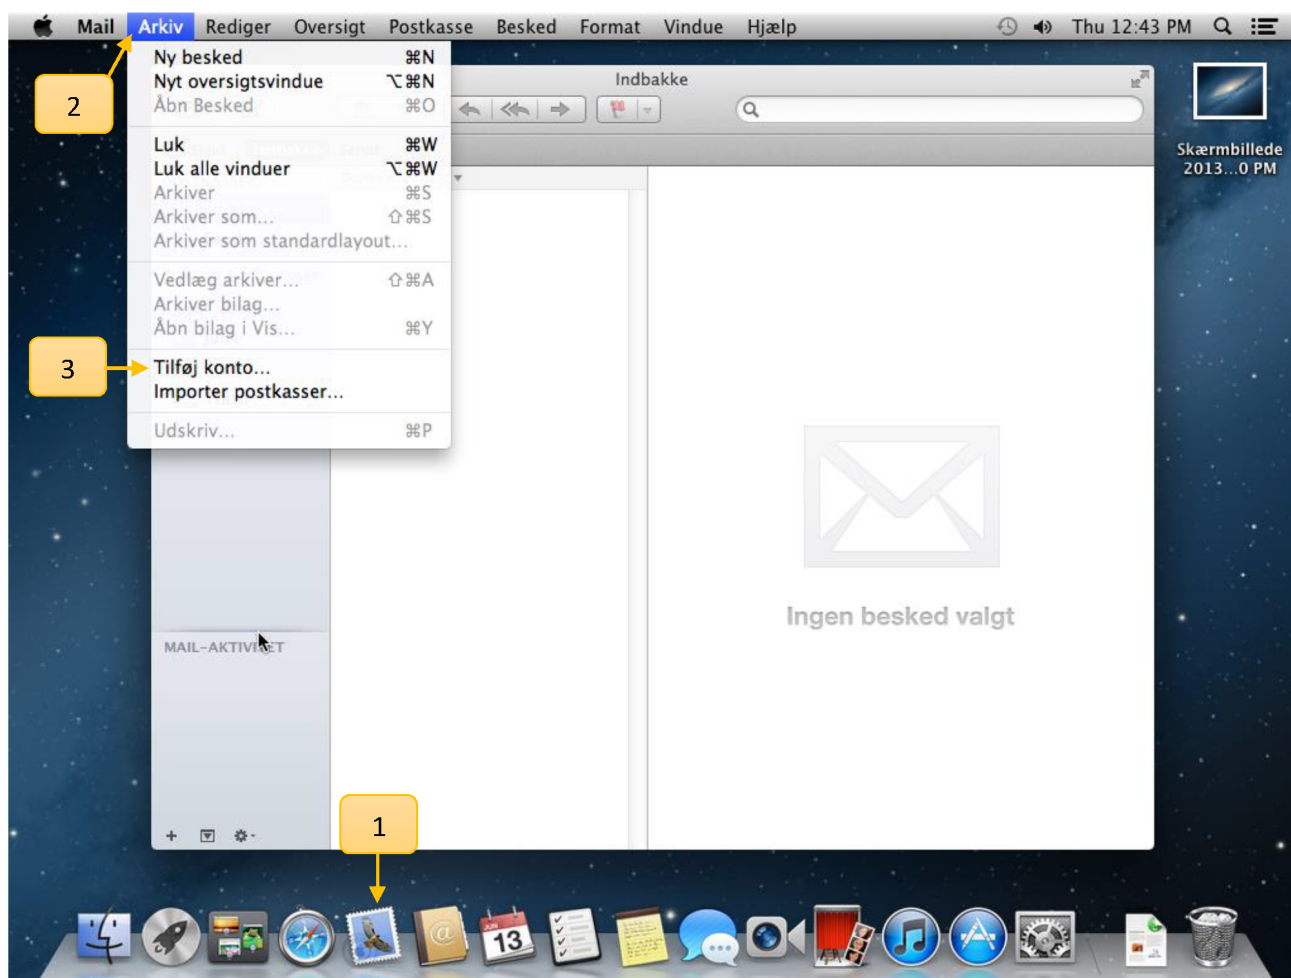 Mail Arkiv Rediger Oversigt Postkasse Besked Format Vindue Hjælp Thu 12:43 PM
2
Ny besked ⌘N
Nyt oversigtsvindue ⌥⌘N
Åbn Besked ⌘O
Luk ⌘W
Luk alle vinduer ⌥⌘W
Arkiver ⌘S
Arkiver som... ⇧⌘S
Arkiver som standardlayout...
Vedlæg arkiver... ⇧⌘A
Arkiver bilag...
Åbn bilag i Vis... ⌘Y
3
Tilføj konto...
Importer postkasser...
Udskriv... ⌘P
Indbakke
Skærmbillede
2013...0 PM
Ingen besked valgt
MAIL-AKTIVITET
1
JUN
13